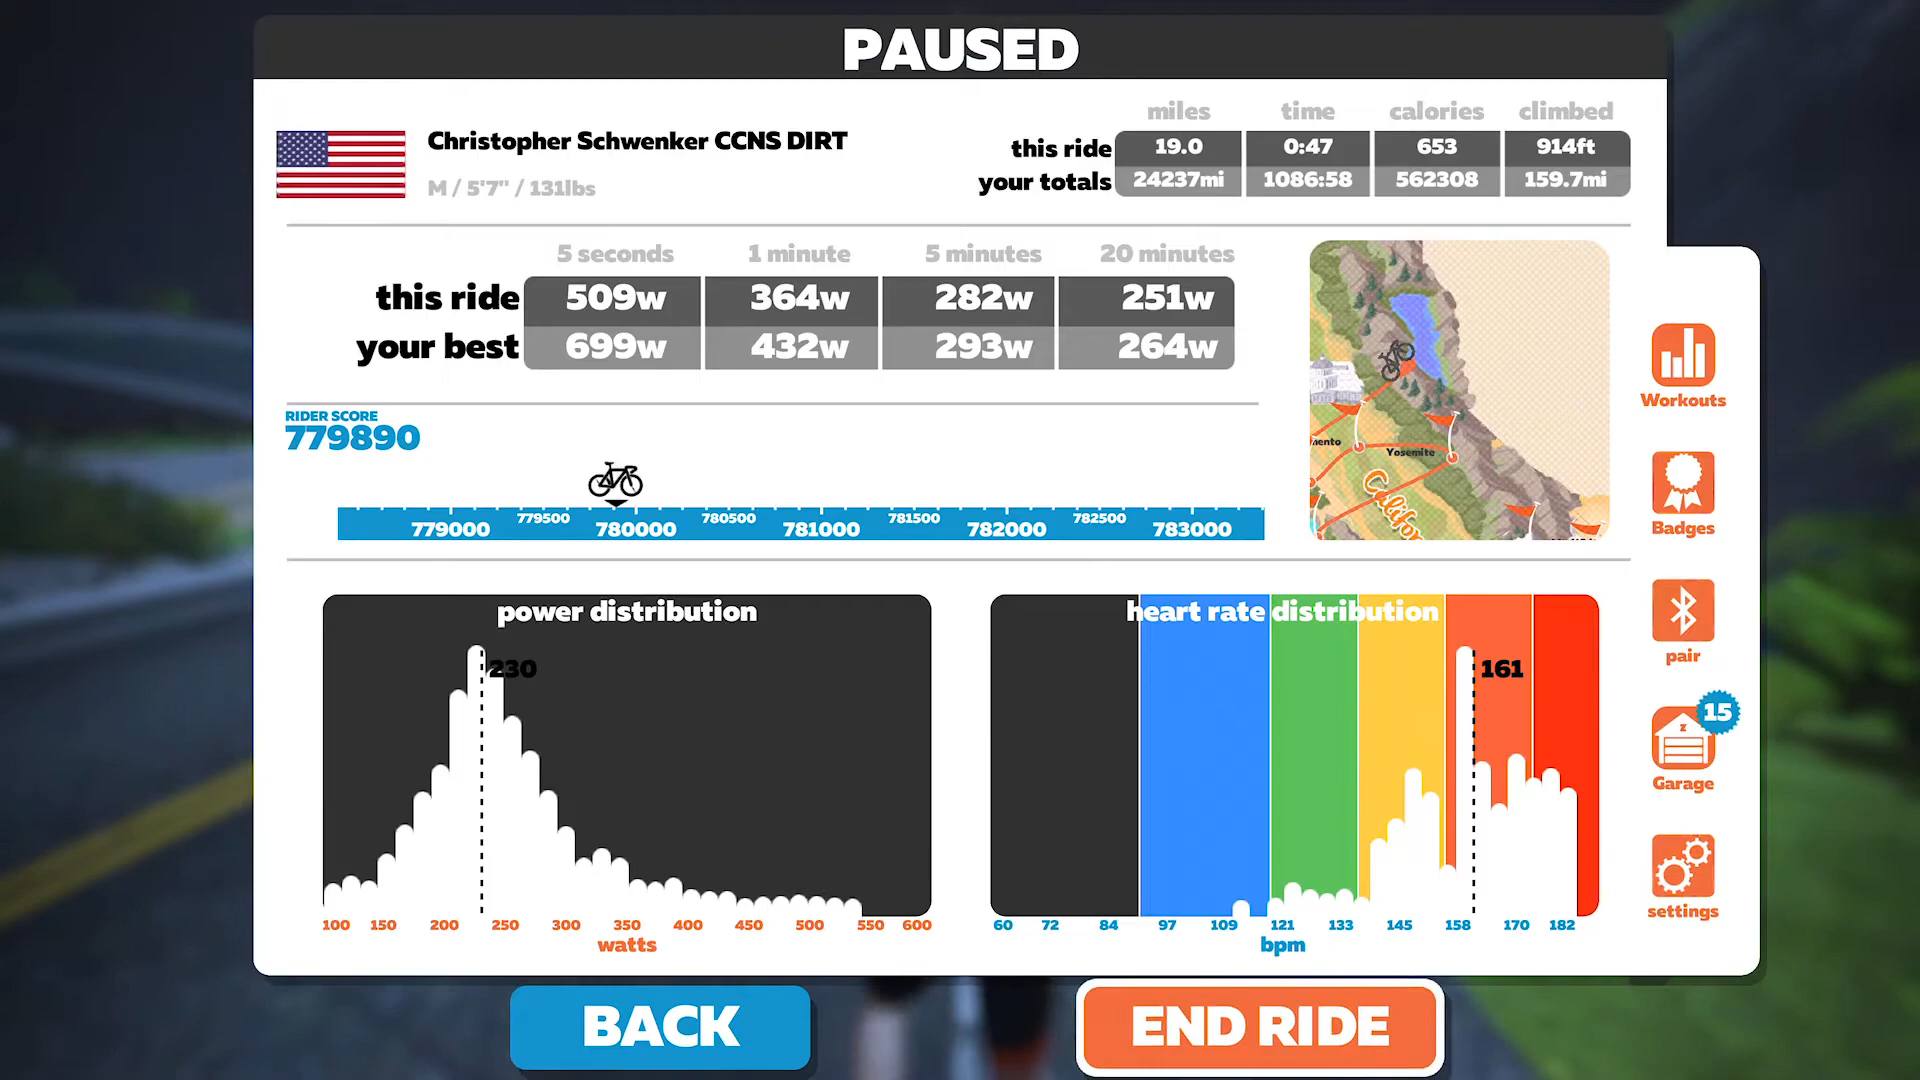 PAUSED
miles time calories climbed
Christopher Schwenker CCNS DIRT
this ride 19.0 0:47 653 914ft
M / 5'7" / 131lbs
your totals 24237mi 1086:58 562308 159.7mi
5 seconds 1 minute 5 minutes 20 minutes
this ride 509w 364w 282w 251w
your best 699w 432w 293w 264w
RIDER SCORE
779890
779000 779500 780000 780500 781000 781500 782000 782500 783000
Yosemite
Workouts
Badges
pair
15
Z
Garage
settings
power distribution
230
100 150 200 250 300 350 400 450 500 550 600
watts
heart rate distribution
161
60 72 84 97 109 121 133 145 158 170 182
bpm
BACK
END RIDE